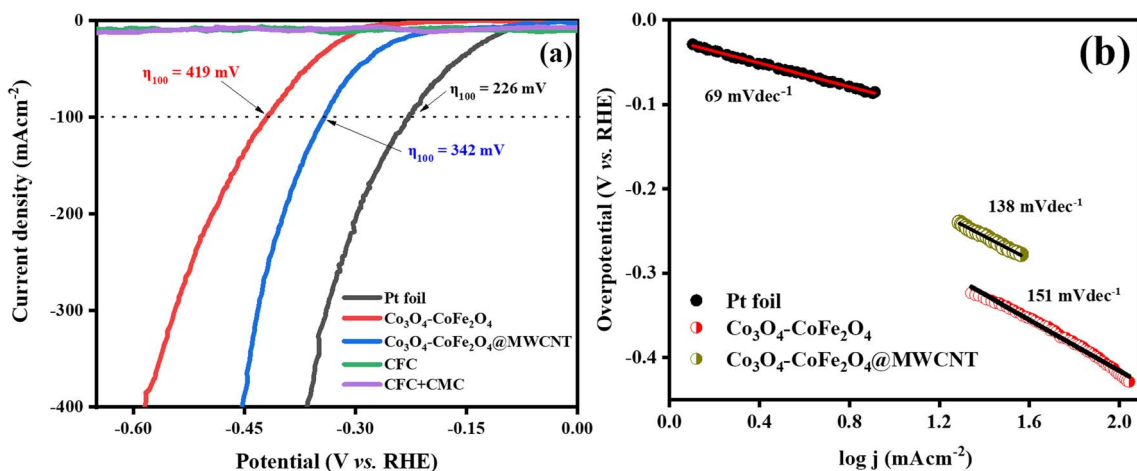 (a)
η₁₀₀ = 419 mV
η₁₀₀ = 226 mV
η₁₀₀ = 342 mV
Pt foil
Co₃O₄-CoFe₂O₄
Co₃O₄-CoFe₂O₄@MWCNT
CFC
CFC+CMC
0
-100
-200
-300
-400
-0.60
-0.45
-0.30
-0.15
0.00
Current density (mAcm⁻²)
Potential (V vs. RHE)
(b)
69 mVdec⁻¹
138 mVdec⁻¹
151 mVdec⁻¹
Pt foil
Co₃O₄-CoFe₂O₄
Co₃O₄-CoFe₂O₄@MWCNT
0.0
-0.1
-0.2
-0.3
-0.4
0.0
0.4
0.8
1.2
1.6
2.0
Overpotential (V vs. RHE)
log j (mAcm⁻²)